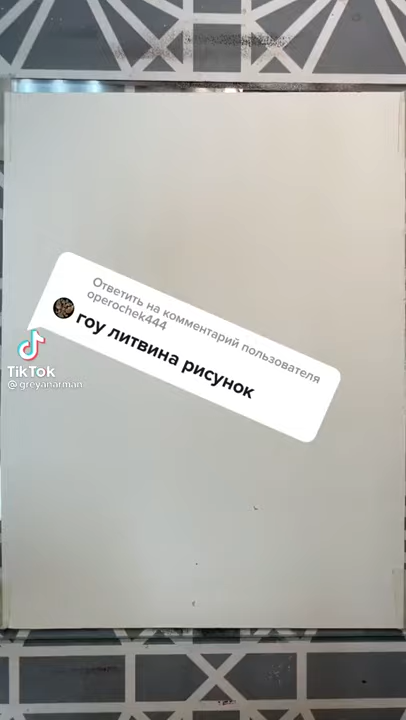 Ответить на комментарий пользователя
operochek444
гоу литвина рисунок
TikTok
@greyanarman